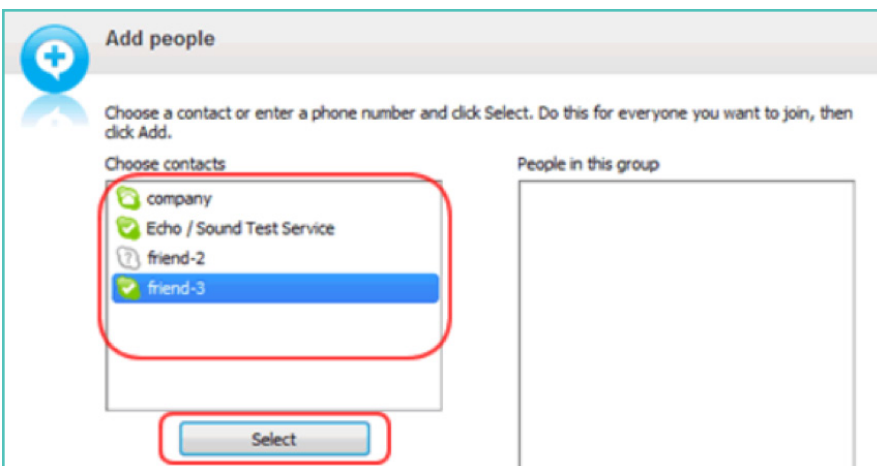 Add people
Choose a contact or enter a phone number and click Select. Do this for everyone you want to join, then
click Add.
Choose contacts
People in this group
company
Echo / Sound Test Service
friend-2
friend-3
Select